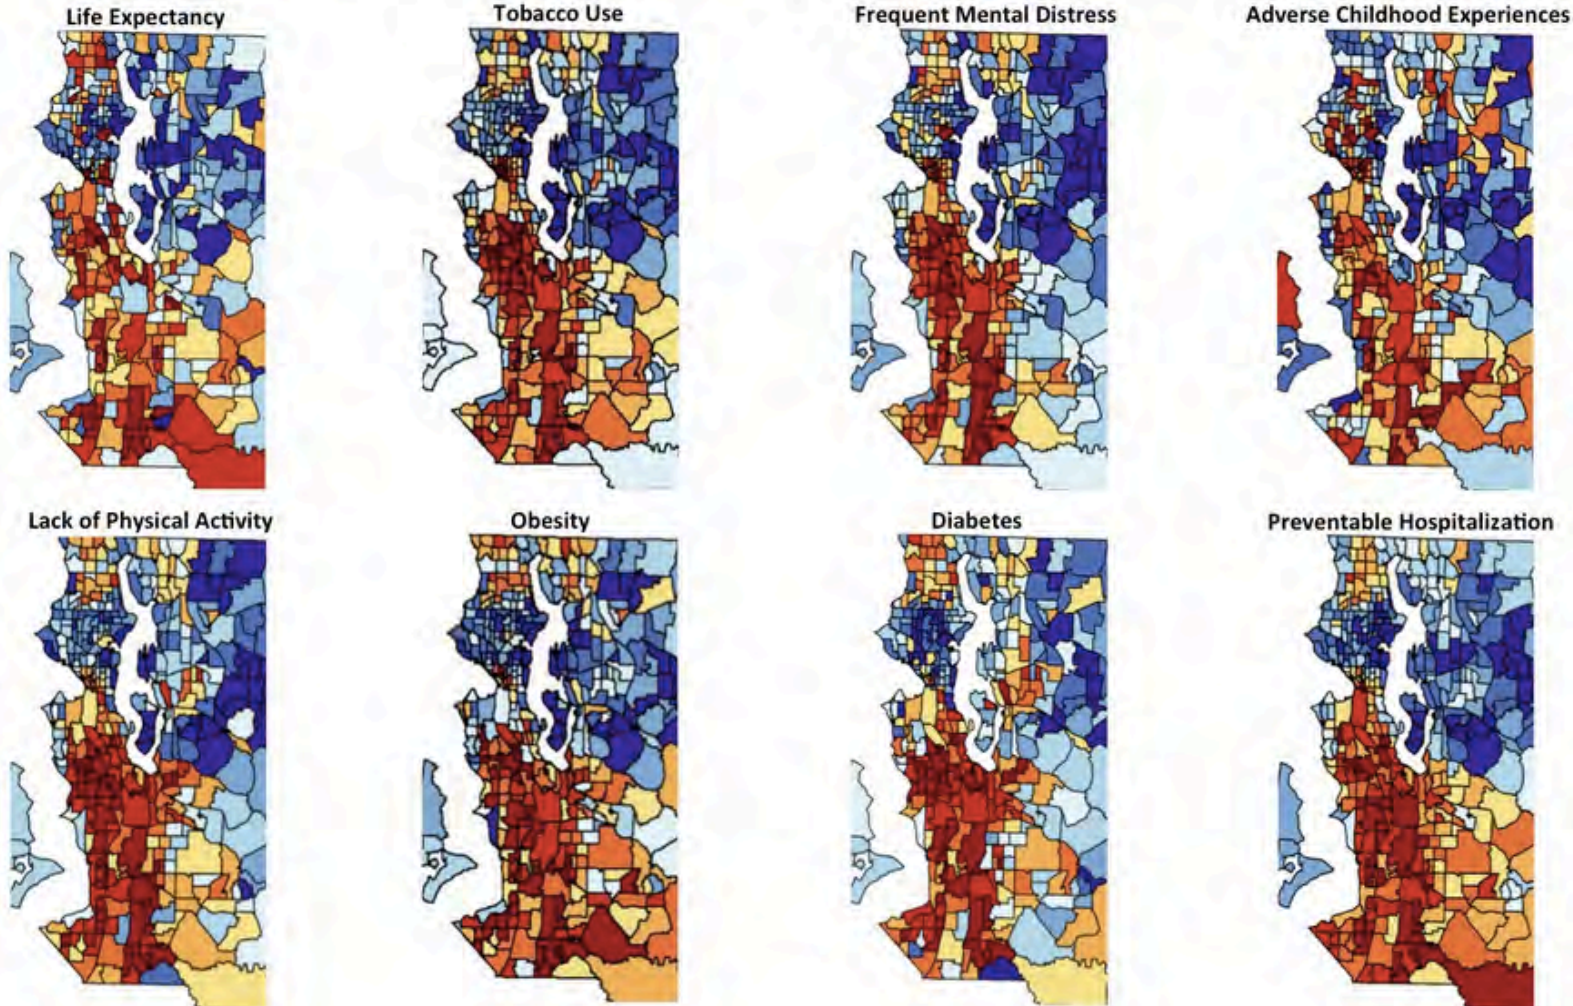 Life Expectancy
Tobacco Use
Frequent Mental Distress
Adverse Childhood Experiences
Lack of Physical Activity
Obesity
Diabetes
Preventable Hospitalization